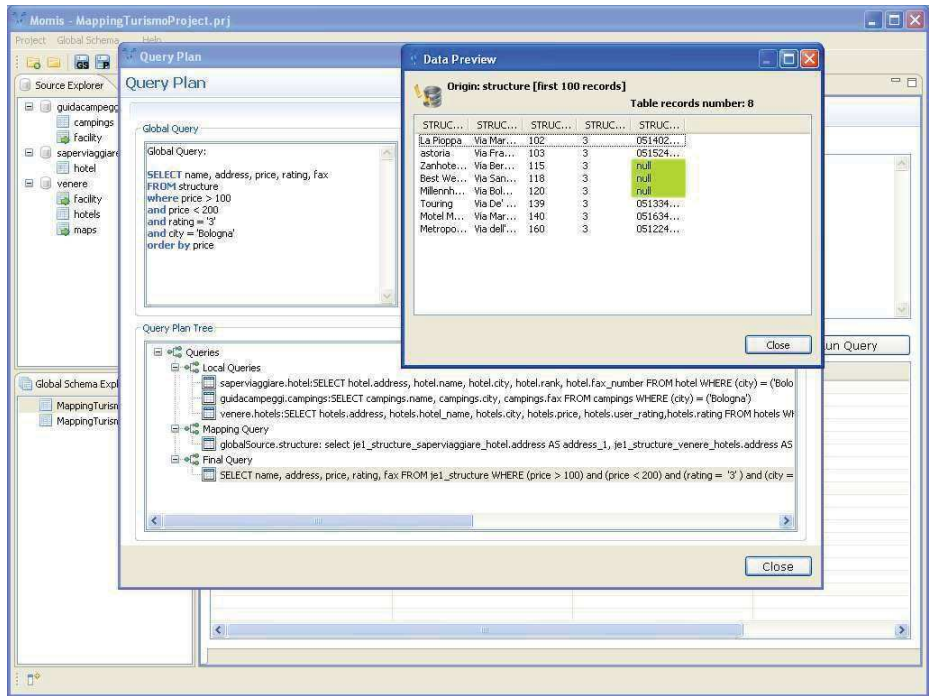 Momis - MappingTurismoProject.prj
Project Global Schema Help
Source Explorer
guidacampegg
campings
facility
saperviaggiare
hotel
venere
facility
hotels
maps
Global Schema Expl
MappingTurisn
MappingTurisn
Query Plan
Query Plan
Global Query
Global Query:
SELECT name, address, price, rating, fax
FROM structure
where price > 100
and price < 200
and rating = '3'
and city = 'Bologna'
order by price
Data Preview
Origin: structure [first 100 records]
Table records number: 8
STRUC... STRUC... STRUC... STRUC... STRUC...
La Pioppa Via Mar... 102 3 051402...
astoria Via Fra... 103 3 051524...
Zanhote... Via Ber... 115 3 null
Best We... Via San... 118 3 null
Millennh... Via Bol... 120 3 null
Touring Via De' ... 139 3 051334...
Motel M... Via Mar... 140 3 051634...
Metropo... Via dell'... 160 3 051224...
Close
un Query
Query Plan Tree
Queries
Local Queries
saperviaggiare.hotel:SELECT hotel.address, hotel.name, hotel.city, hotel.rank, hotel.fax_number FROM hotel WHERE (city) = ('Bolo
guidacampeggi.campings:SELECT campings.name, campings.city, campings.fax FROM campings WHERE (city) = ('Bologna')
venere.hotels:SELECT hotels.address, hotels.hotel_name, hotels.city, hotels.price, hotels.user_rating,hotels.rating FROM hotels WH
Mapping Query
globalSource.structure: select je1_structure_saperviaggiare_hotel.address AS address_1, je1_structure_venere_hotels.address AS
Final Query
SELECT name, address, price, rating, fax FROM je1_structure WHERE (price > 100) and (price < 200) and (rating = '3' ) and (city =
Close